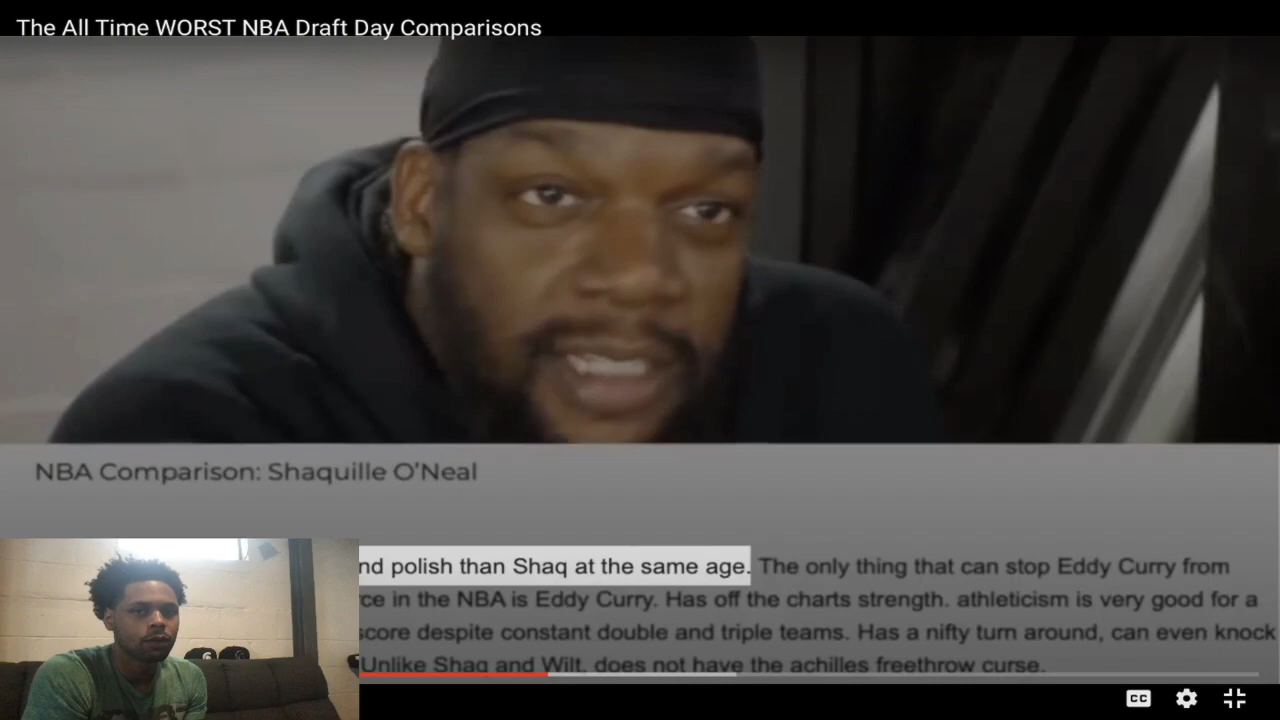 The All Time WORST NBA Draft Day Comparisons
NBA Comparison: Shaquille O'Neal
nd polish than Shaq at the same age. The only thing that can stop Eddy Curry from
ce in the NBA is Eddy Curry. Has off the charts strength. athleticism is very good for a
score despite constant double and triple teams. Has a nifty turn around, can even knock
Unlike Shaq and Wilt, does not have the achilles freethrow curse.
CC